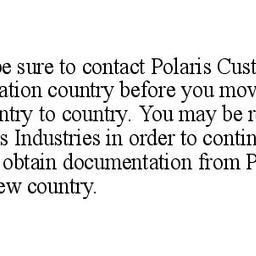 be sure to contact Polaris Cust
ation country before you mov
ntry to country. You may be r
s Industries in order to contin
obtain documentation from P
ew country.